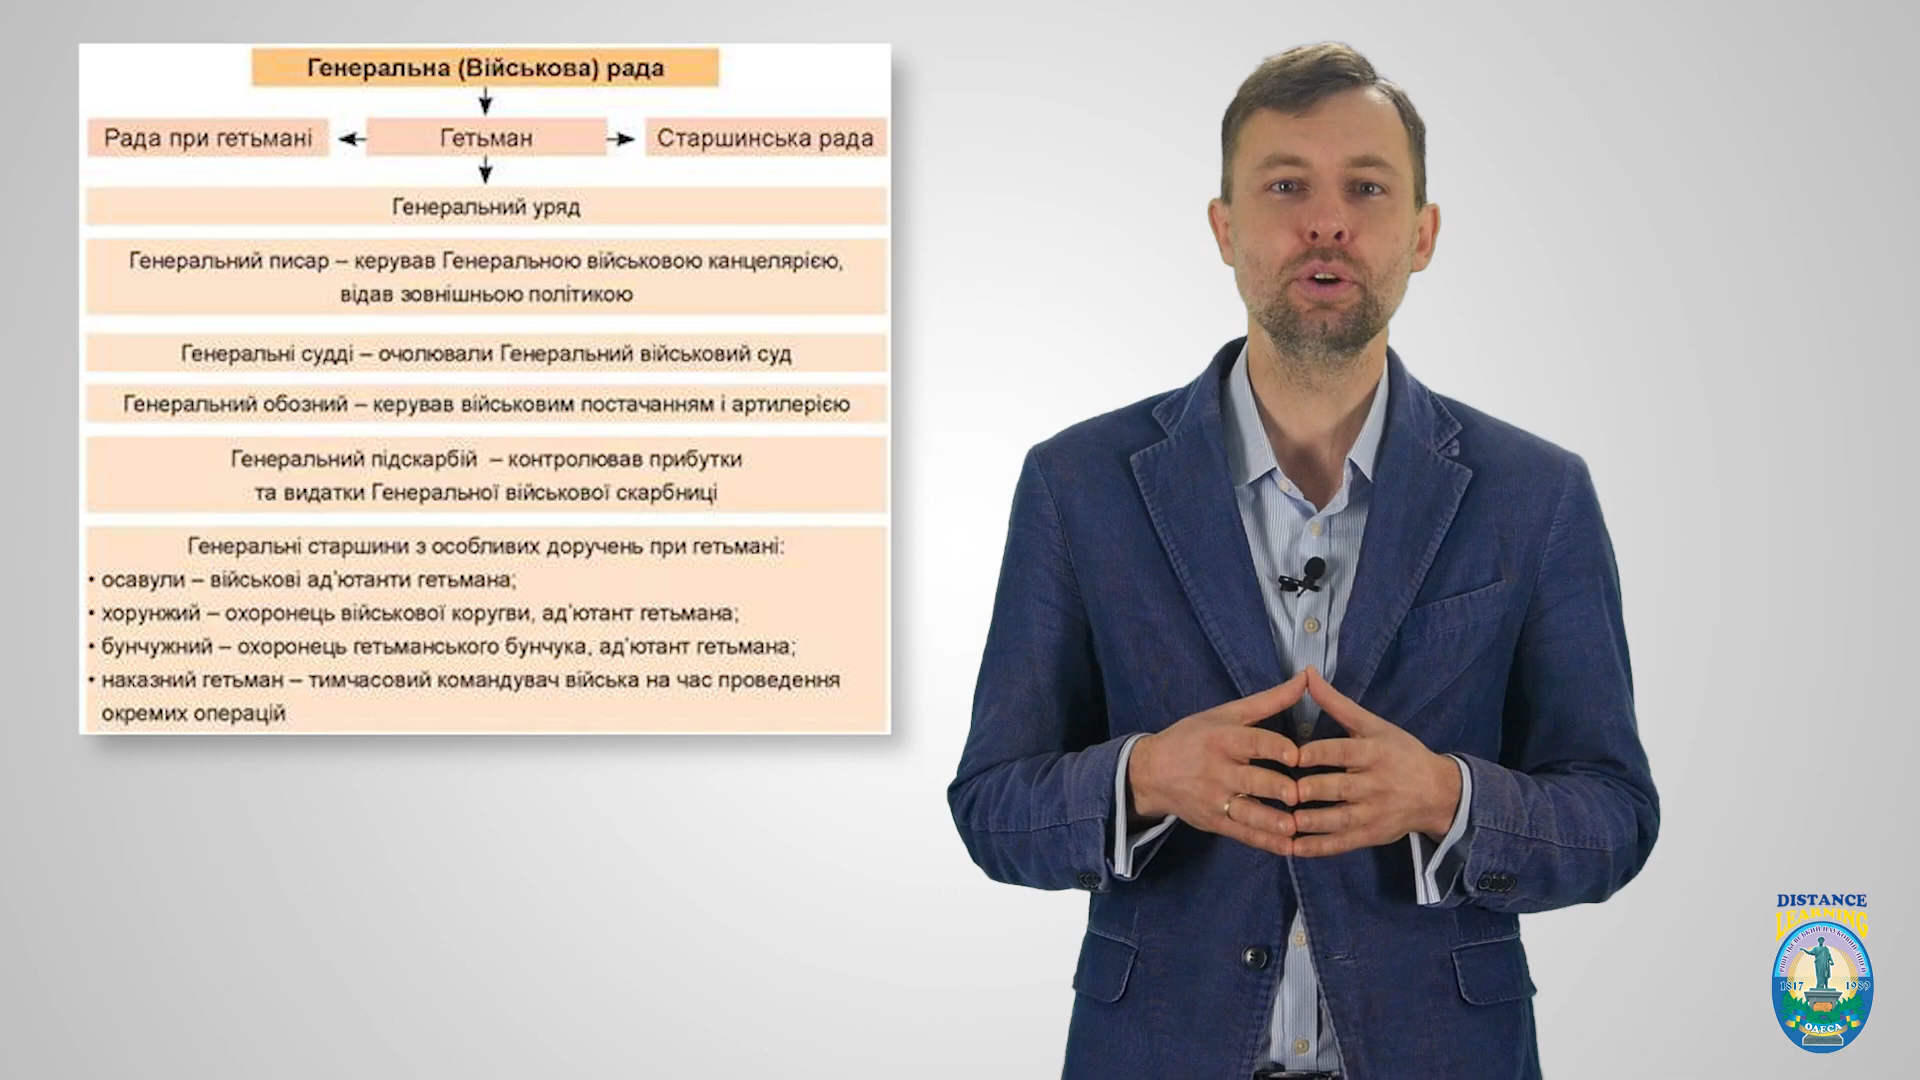 Генеральна (Військова) рада
Рада при гетьмані
Гетьман
Старшинська рада
Генеральний уряд
Генеральний писар – керував Генеральною військовою канцелярією,
відав зовнішньою політикою
Генеральні судді – очолювали Генеральний військовий суд
Генеральний обозний – керував військовим постачанням і артилерією
Генеральний підскарбій – контролював прибутки
та видатки Генеральної військової скарбниці
Генеральні старшини з особливих доручень при гетьмані:
• осавули – військові ад’ютанти гетьмана;
• хорунжий – охоронець військової коругви, ад’ютант гетьмана;
• бунчужний – охоронець гетьманського бунчука, ад’ютант гетьмана;
• наказний гетьман – тимчасовий командувач війська на час проведення
окремих операцій
DISTANCE
LEARNING
РІШЕЛЬЄВСЬКИЙ НАУКОВИЙ ЛІЦЕЙ
1817 1989
ОДЕСА